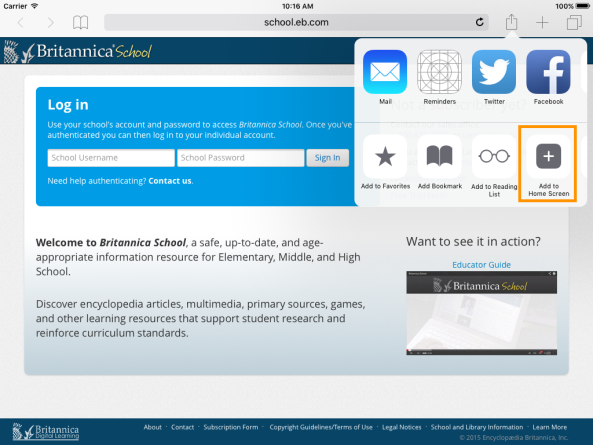 Carrier 10:16 AM 100%
school.eb.com
Britannica® School
Mail Reminders Twitter Facebook
Add to Favorites Add Bookmark Add to Reading List Add to Home Screen
Log in
Use your school's account and password to access Britannica School. Once you've
authenticated you can then log in to your individual account.
School Username School Password Sign In
Need help authenticating? Contact us.
Welcome to Britannica School, a safe, up-to-date, and age-
appropriate information resource for Elementary, Middle, and High
School.
Discover encyclopedia articles, multimedia, primary sources, games,
and other learning resources that support student research and
reinforce curriculum standards.
Want to see it in action?
Educator Guide
Britannica School
Britannica
Digital Learning
About · Contact · Subscription Form · Copyright Guidelines/Terms of Use · Legal Notices · School and Library Information · Learn More
© 2015 Encyclopædia Britannica, Inc.